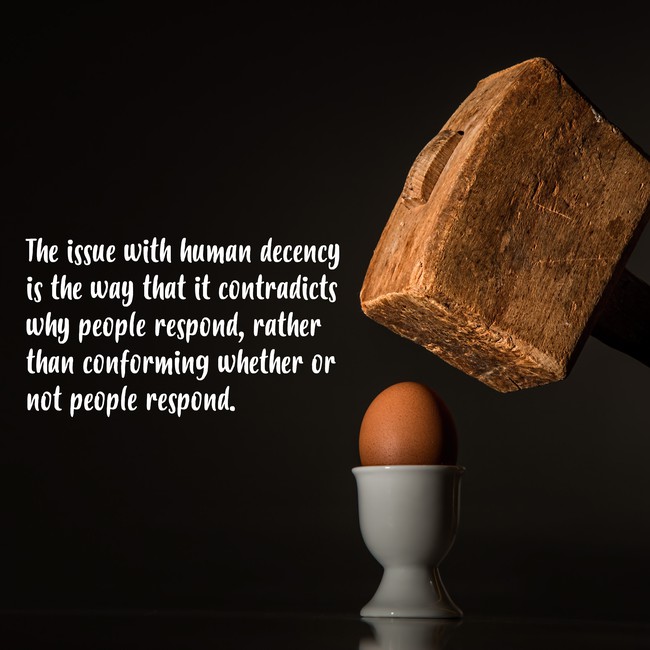 The issue with human decency
is the way that it contradicts
why people respond, rather
than conforming whether or
not people respond.